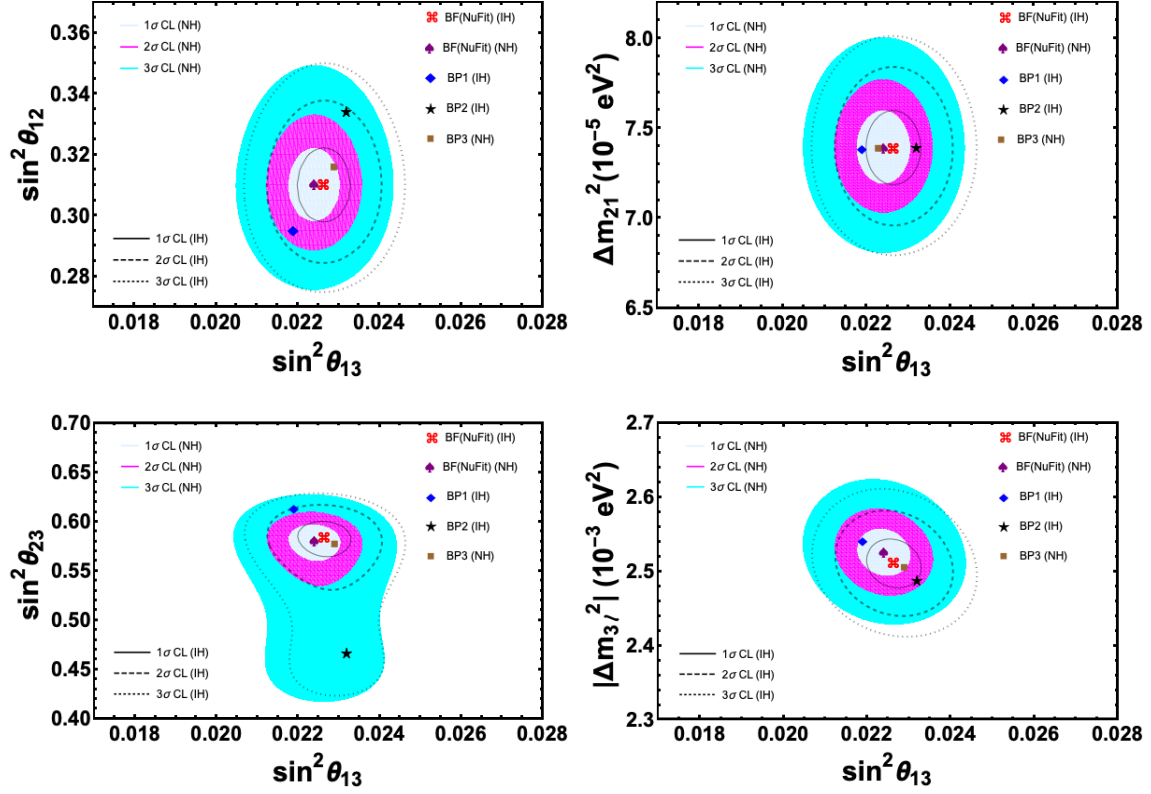 0.36
0.34
0.32
0.30
0.28
sin²θ₁₂
1σ CL (NH)
2σ CL (NH)
3σ CL (NH)
BF(NuFit) (IH)
BF(NuFit) (NH)
BP1 (IH)
BP2 (IH)
BP3 (NH)
1σ CL (IH)
2σ CL (IH)
3σ CL (IH)
0.018 0.020 0.022 0.024 0.026 0.028
sin²θ₁₃
8.0
7.5
7.0
6.5
Δm₂₁² (10⁻⁵ eV²)
1σ CL (NH)
2σ CL (NH)
3σ CL (NH)
BF(NuFit) (IH)
BF(NuFit) (NH)
BP1 (IH)
BP2 (IH)
BP3 (NH)
1σ CL (IH)
2σ CL (IH)
3σ CL (IH)
0.018 0.020 0.022 0.024 0.026 0.028
sin²θ₁₃
0.70
0.65
0.60
0.55
0.50
0.45
0.40
sin²θ₂₃
1σ CL (NH)
2σ CL (NH)
3σ CL (NH)
BF(NuFit) (IH)
BF(NuFit) (NH)
BP1 (IH)
BP2 (IH)
BP3 (NH)
1σ CL (IH)
2σ CL (IH)
3σ CL (IH)
0.018 0.020 0.022 0.024 0.026 0.028
sin²θ₁₃
2.7
2.6
2.5
2.4
2.3
|Δm₃ₗ²| (10⁻³ eV²)
1σ CL (NH)
2σ CL (NH)
3σ CL (NH)
BF(NuFit) (IH)
BF(NuFit) (NH)
BP1 (IH)
BP2 (IH)
BP3 (NH)
1σ CL (IH)
2σ CL (IH)
3σ CL (IH)
0.018 0.020 0.022 0.024 0.026 0.028
sin²θ₁₃